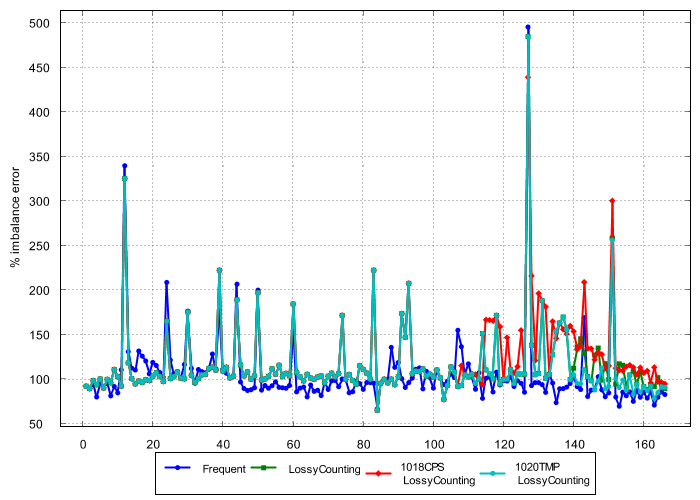 500
450
400
350
300
250
200
150
100
50
% imbalance error
0 20 40 60 80 100 120 140 160
Frequent LossyCounting 1018CPS 1020TMP
LossyCounting LossyCounting